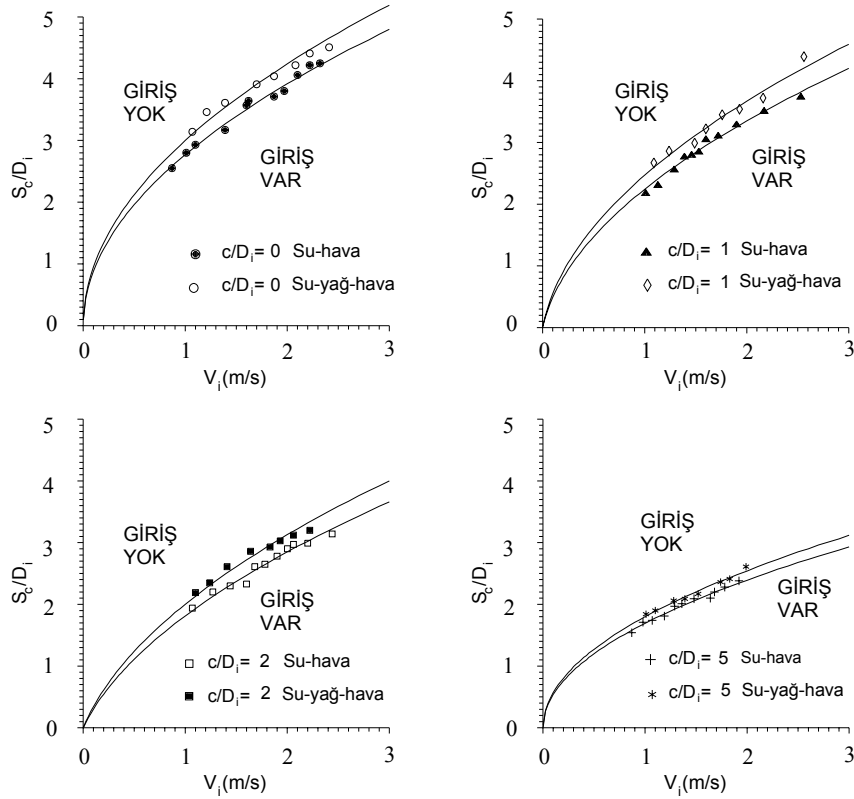 5
4
3
2
1
0
S_c/D_i
GİRİŞ
YOK
GİRİŞ
VAR
c/D_i= 0 Su-hava
c/D_i= 0 Su-yağ-hava
0 1 2 3
V_i(m/s)
5
4
3
2
1
0
S_c/D_i
GİRİŞ
YOK
GİRİŞ
VAR
c/D_i= 1 Su-hava
c/D_i= 1 Su-yağ-hava
0 1 2 3
V_i(m/s)
5
4
3
2
1
0
S_c/D_i
GİRİŞ
YOK
GİRİŞ
VAR
c/D_i= 2 Su-hava
c/D_i= 2 Su-yağ-hava
0 1 2 3
V_i(m/s)
5
4
3
2
1
0
S_c/D_i
GİRİŞ
YOK
GİRİŞ
VAR
c/D_i= 5 Su-hava
c/D_i= 5 Su-yağ-hava
0 1 2 3
V_i(m/s)